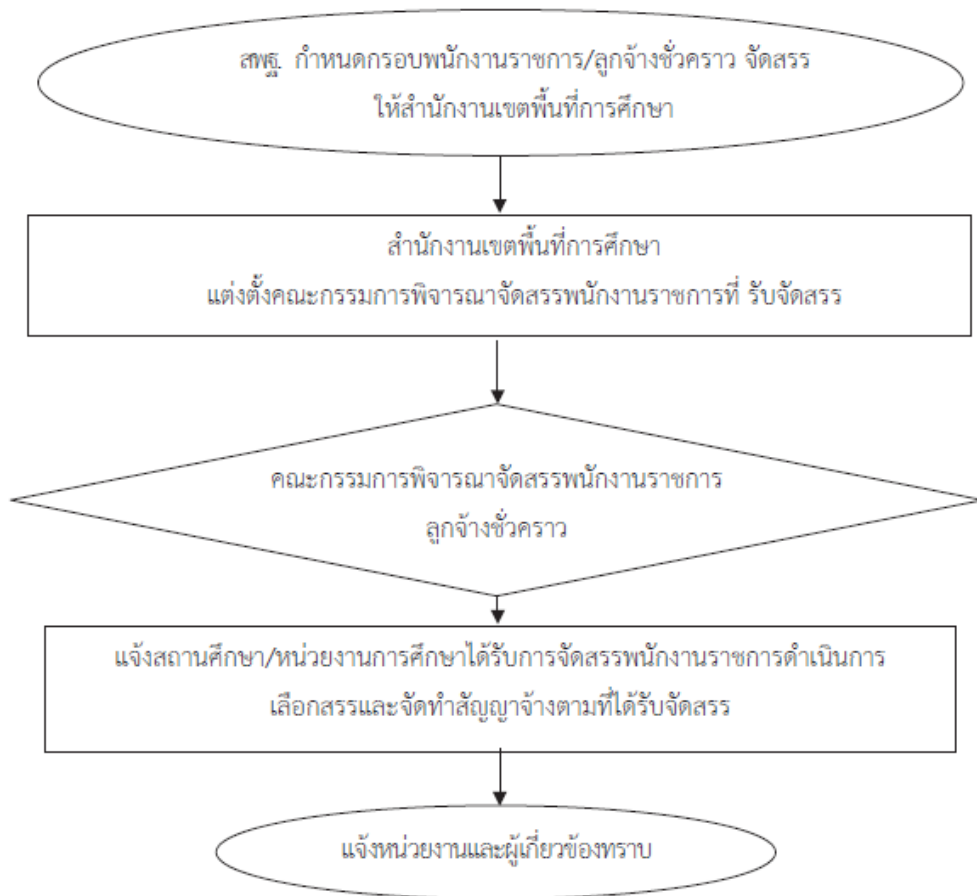 สพฐ. กำหนดกรอบพนักงานราชการ/ลูกจ้างชั่วคราว จัดสรร
ให้สำนักงานเขตพื้นที่การศึกษา
สำนักงานเขตพื้นที่การศึกษา
แต่งตั้งคณะกรรมการพิจารณาจัดสรรพนักงานราชการที่ รับจัดสรร
คณะกรรมการพิจารณาจัดสรรพนักงานราชการ
ลูกจ้างชั่วคราว
แจ้งสถานศึกษา/หน่วยงานการศึกษาได้รับการจัดสรรพนักงานราชการดำเนินการ
เลือกสรรและจัดทำสัญญาจ้างตามที่ได้รับจัดสรร
แจ้งหน่วยงานและผู้เกี่ยวข้องทราบ